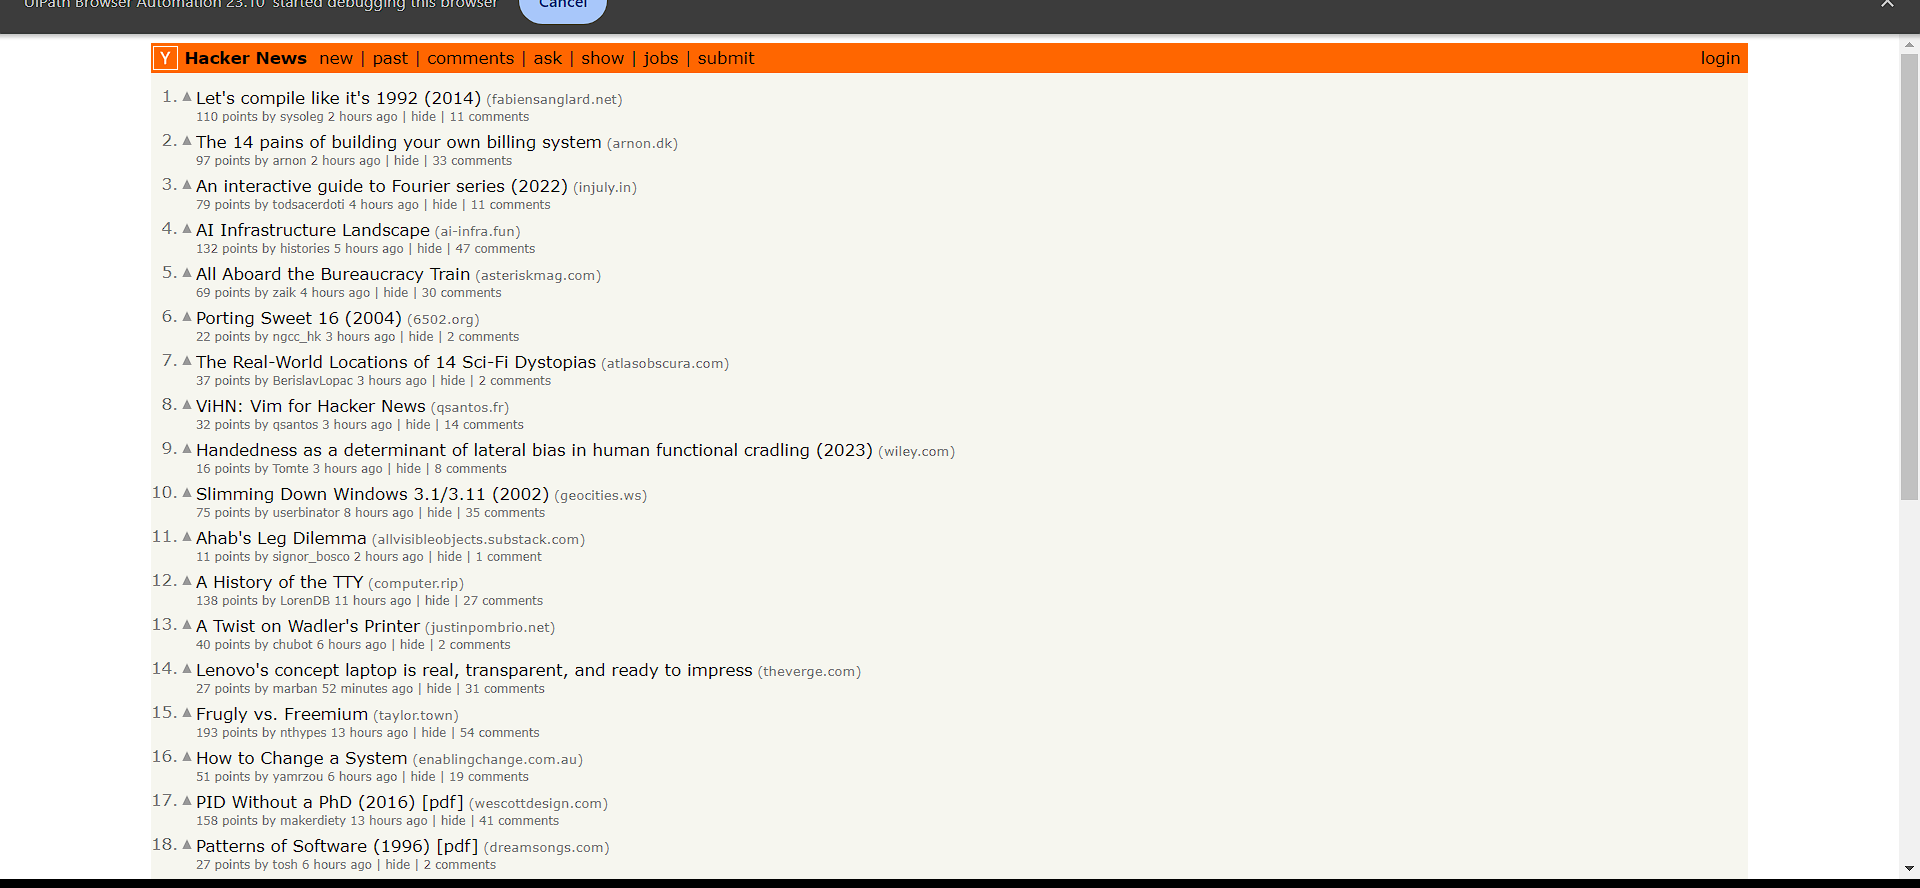 UiPath Browser Automation 23.10" started debugging this browser Cancel
Y Hacker News new | past | comments | ask | show | jobs | submit login
1. Let's compile like it's 1992 (2014) (fabiensanglard.net)
110 points by sysoleg 2 hours ago | hide | 11 comments
2. The 14 pains of building your own billing system (arnon.dk)
97 points by arnon 2 hours ago | hide | 33 comments
3. An interactive guide to Fourier series (2022) (injuly.in)
79 points by todsacerdoti 4 hours ago | hide | 11 comments
4. AI Infrastructure Landscape (ai-infra.fun)
132 points by histories 5 hours ago | hide | 47 comments
5. All Aboard the Bureaucracy Train (asteriskmag.com)
69 points by zaik 4 hours ago | hide | 30 comments
6. Porting Sweet 16 (2004) (6502.org)
22 points by ngcc_hk 3 hours ago | hide | 2 comments
7. The Real-World Locations of 14 Sci-Fi Dystopias (atlasobscura.com)
37 points by BerislavLopac 3 hours ago | hide | 2 comments
8. ViHN: Vim for Hacker News (qsantos.fr)
32 points by qsantos 3 hours ago | hide | 14 comments
9. Handedness as a determinant of lateral bias in human functional cradling (2023) (wiley.com)
16 points by Tomte 3 hours ago | hide | 8 comments
10. Slimming Down Windows 3.1/3.11 (2002) (geocities.ws)
75 points by userbinator 8 hours ago | hide | 35 comments
11. Ahab's Leg Dilemma (allvisibleobjects.substack.com)
11 points by signor_bosco 2 hours ago | hide | 1 comment
12. A History of the TTY (computer.rip)
138 points by LorenDB 11 hours ago | hide | 27 comments
13. A Twist on Wadler's Printer (justinpombrio.net)
40 points by chubot 6 hours ago | hide | 2 comments
14. Lenovo's concept laptop is real, transparent, and ready to impress (theverge.com)
27 points by marban 52 minutes ago | hide | 31 comments
15. Frugly vs. Freemium (taylor.town)
193 points by nthypes 13 hours ago | hide | 54 comments
16. How to Change a System (enablingchange.com.au)
51 points by yamrzou 6 hours ago | hide | 19 comments
17. PID Without a PhD (2016) [pdf] (wescottdesign.com)
158 points by makerdiety 13 hours ago | hide | 41 comments
18. Patterns of Software (1996) [pdf] (dreamsongs.com)
27 points by tosh 6 hours ago | hide | 2 comments